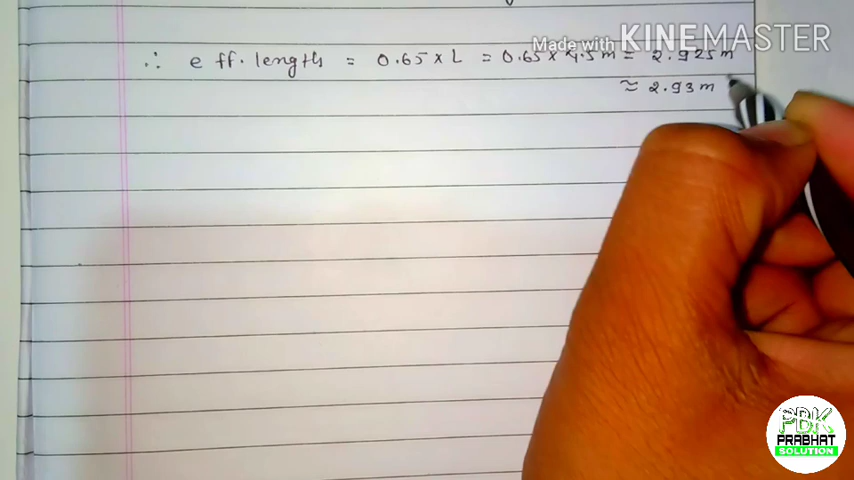 Made with KINEMASTER
∴ eff. length = 0.65 × L = 0.65 × 4.5 m = 2.925 m
≈ 2.93 m
PBK
PRABHAT
SOLUTION